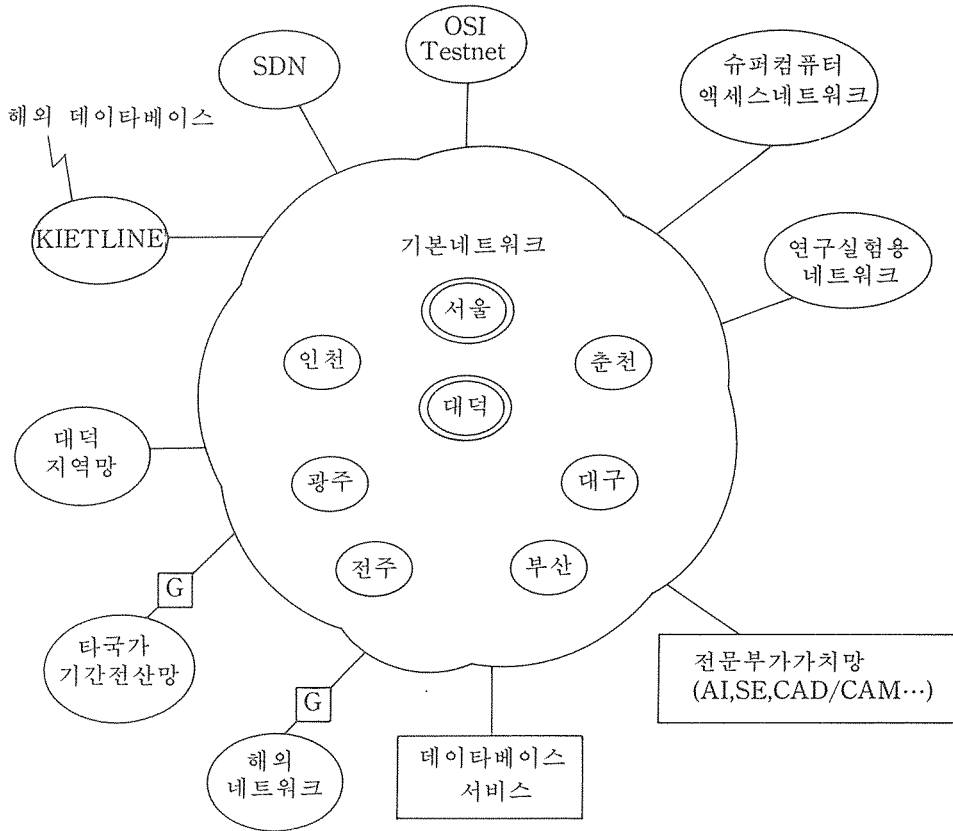 OSI
Testnet
SDN
슈퍼컴퓨터
액세스네트워크
해외 데이타베이스
KIETLINE
연구실험용
네트워크
기본네트워크
서울
인천
춘천
대덕
대덕
지역망
광주
대구
전주
부산
G
타국가
기간전산망
전문부가가치망
(AI,SE,CAD/CAM…)
G
해외
네트워크
데이타베이스
서비스